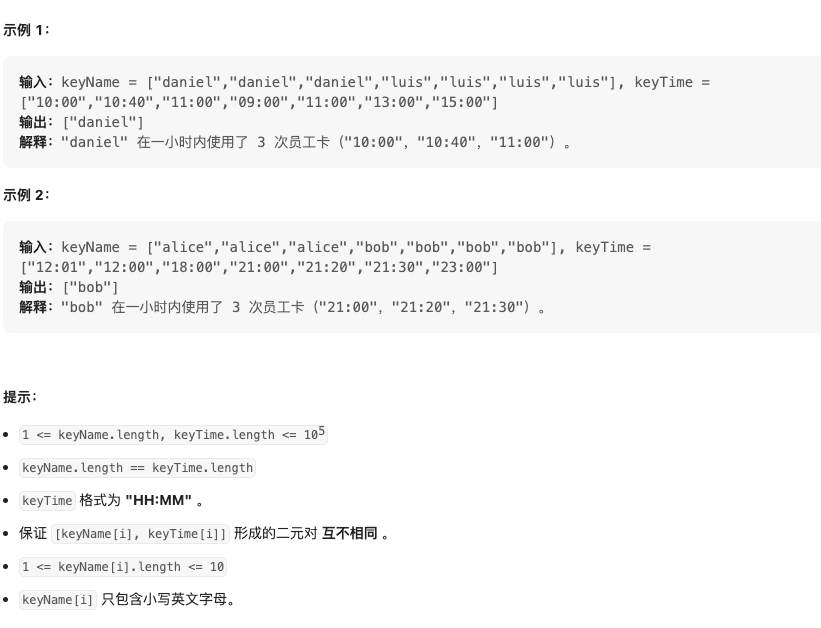 示例 1：
输入：keyName = ["daniel","daniel","daniel","luis","luis","luis","luis"], keyTime =
["10:00","10:40","11:00","09:00","11:00","13:00","15:00"]
输出：["daniel"]
解释："daniel" 在一小时内使用了 3 次员工卡（"10:00"，"10:40"，"11:00"）。
示例 2：
输入：keyName = ["alice","alice","alice","bob","bob","bob","bob"], keyTime =
["12:01","12:00","18:00","21:00","21:20","21:30","23:00"]
输出：["bob"]
解释："bob" 在一小时内使用了 3 次员工卡（"21:00"，"21:20"，"21:30"）。
提示：
• 1 <= keyName.length, keyTime.length <= 10⁵
• keyName.length == keyTime.length
• keyTime 格式为 "HH:MM" 。
• 保证 [keyName[i], keyTime[i]] 形成的二元对 互不相同 。
• 1 <= keyName[i].length <= 10
• keyName[i] 只包含小写英文字母。